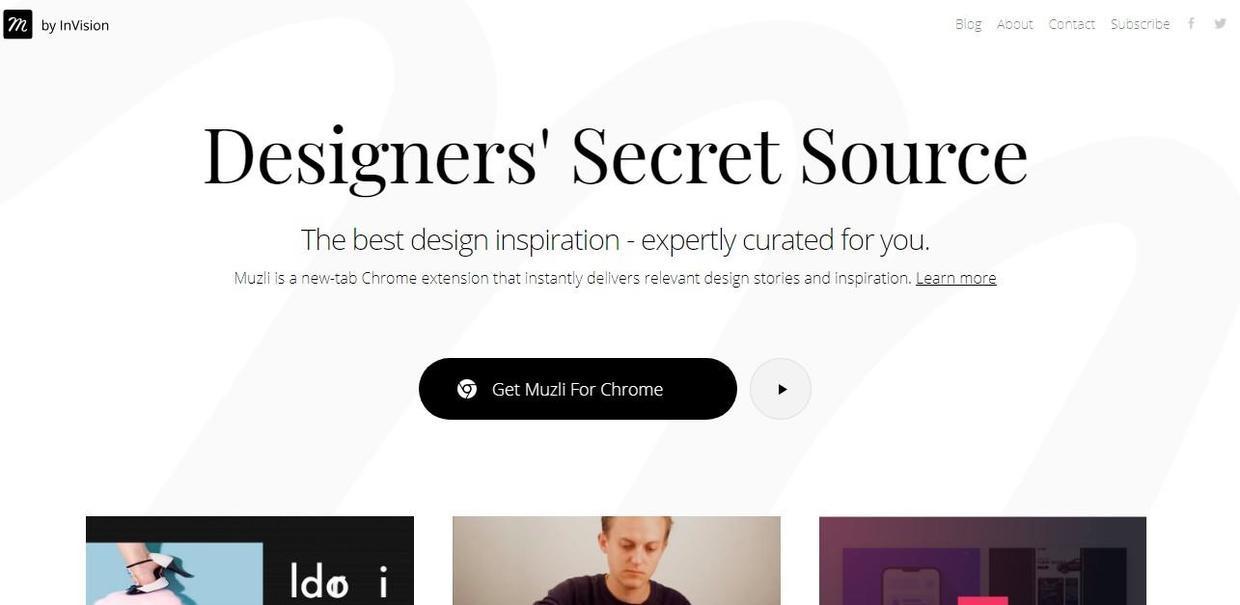 m by InVision
Blog About Contact Subscribe
Designers' Secret Source
The best design inspiration - expertly curated for you.
Muzli is a new-tab Chrome extension that instantly delivers relevant design stories and inspiration. Learn more
Get Muzli For Chrome